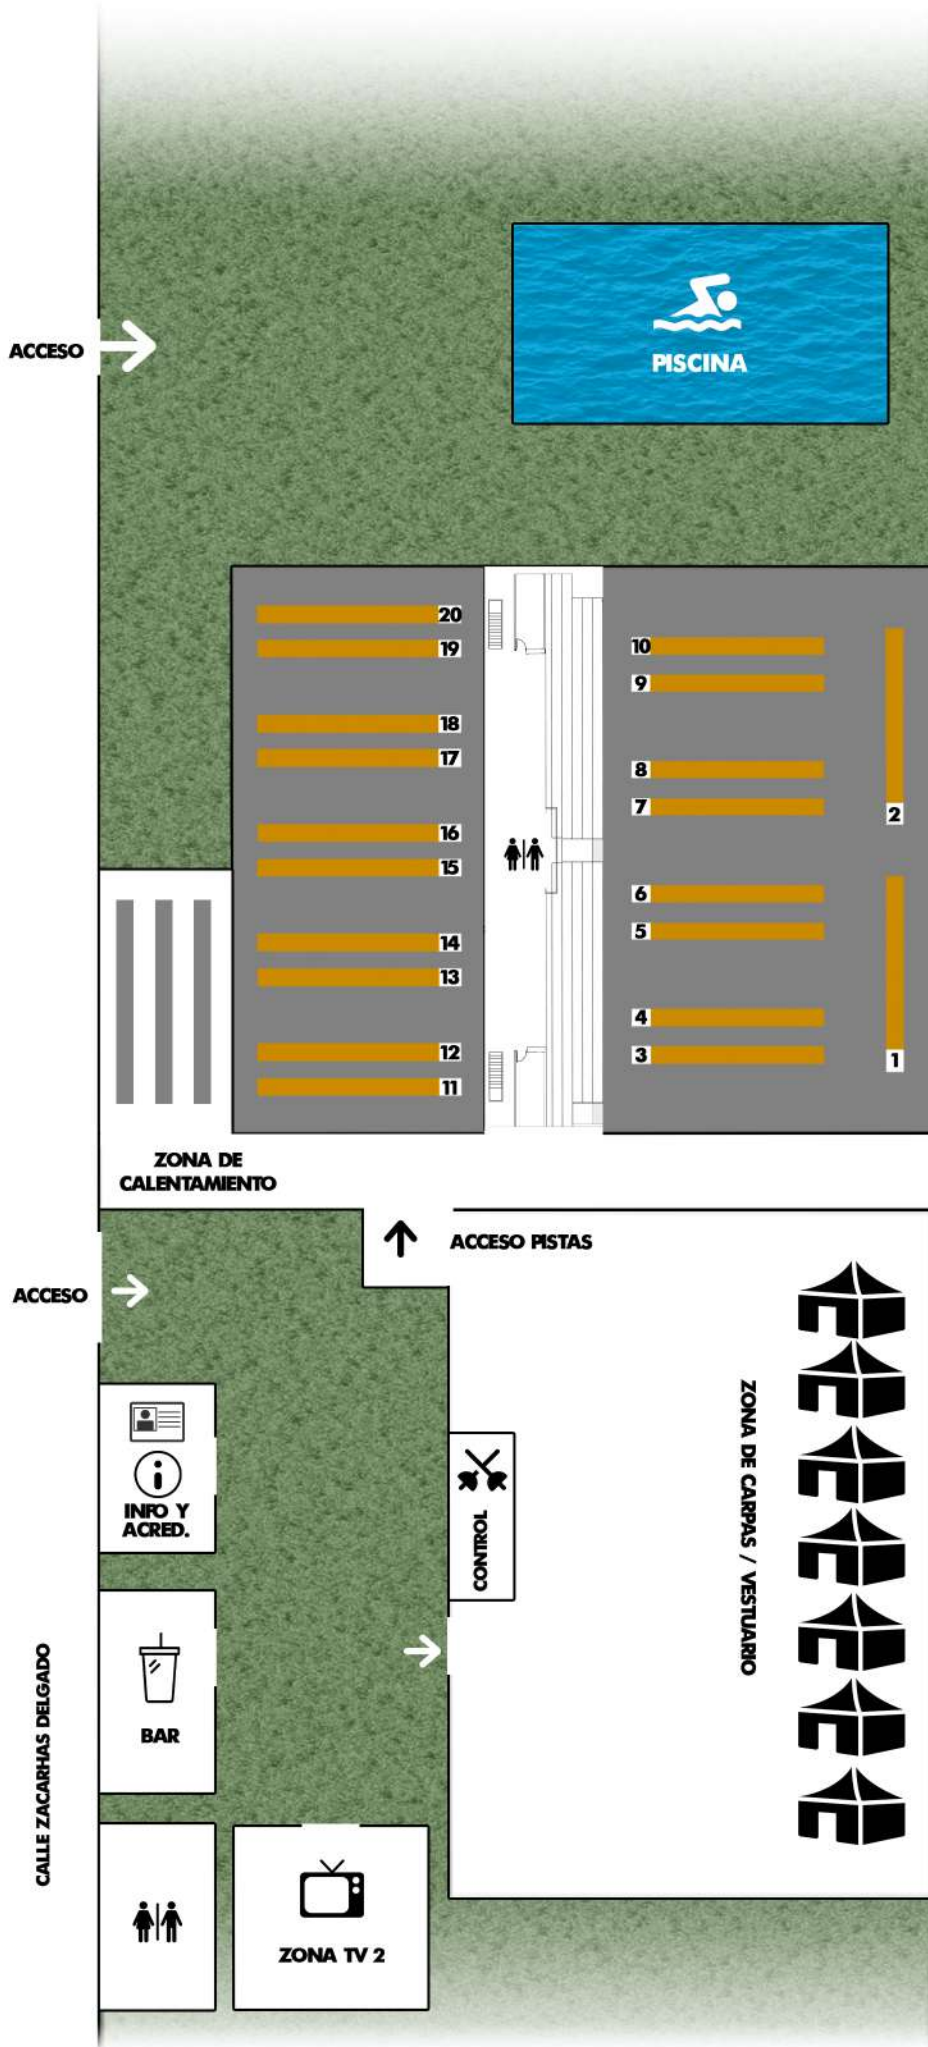 ACCESO
PISCINA
20
19
18
17
16
15
14
13
12
11
10
9
8
7
6
5
4
3
2
1
ZONA DE
CALENTAMIENTO
ACCESO PISTAS
ACCESO
INFO Y
ACRED.
CONTROL
ZONA DE CARPAS / VESTUARIO
BAR
CALLE ZACARHAS DELGADO
ZONA TV 2